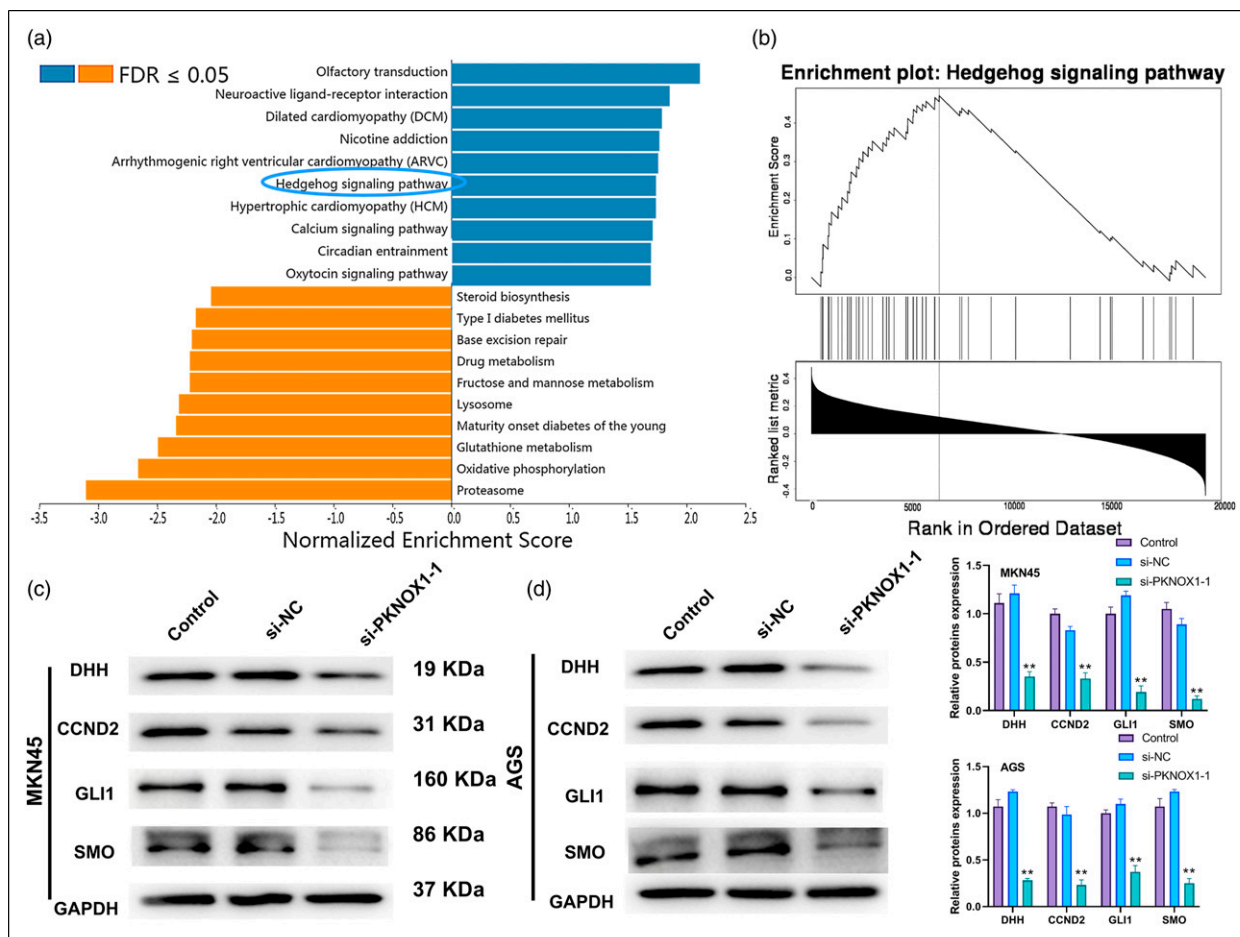 (a)
FDR ≤ 0.05
Olfactory transduction
Neuroactive ligand-receptor interaction
Dilated cardiomyopathy (DCM)
Nicotine addiction
Arrhythmogenic right ventricular cardiomyopathy (ARVC)
Hedgehog signaling pathway
Hypertrophic cardiomyopathy (HCM)
Calcium signaling pathway
Circadian entrainment
Oxytocin signaling pathway
Steroid biosynthesis
Type I diabetes mellitus
Base excision repair
Drug metabolism
Fructose and mannose metabolism
Lysosome
Maturity onset diabetes of the young
Glutathione metabolism
Oxidative phosphorylation
Proteasome
-3.5 -3.0 -2.5 -2.0 -1.5 -1.0 -0.5 0.0 0.5 1.0 1.5 2.0 2.5
Normalized Enrichment Score
(b)
Enrichment plot: Hedgehog signaling pathway
Enrichment Score
0.4
0.3
0.2
0.1
0.0
Ranked list metric
0.4
0.2
0.0
-0.2
-0.4
0 5000 10000 15000 20000
Rank in Ordered Dataset
(c)
Control si-NC si-PKNOX1-1
MKN45
DHH 19 KDa
CCND2 31 KDa
GLI1 160 KDa
SMO 86 KDa
GAPDH 37 KDa
(d)
Control si-NC si-PKNOX1-1
AGS
DHH
CCND2
GLI1
SMO
GAPDH
Control
si-NC
si-PKNOX1-1
MKN45
Relative proteins expression
1.5
1.0
0.5
0.0
** ** ** **
DHH CCND2 GLI1 SMO
Control
si-NC
si-PKNOX1-1
AGS
Relative proteins expression
1.5
1.0
0.5
0.0
** ** ** **
DHH CCND2 GLI1 SMO